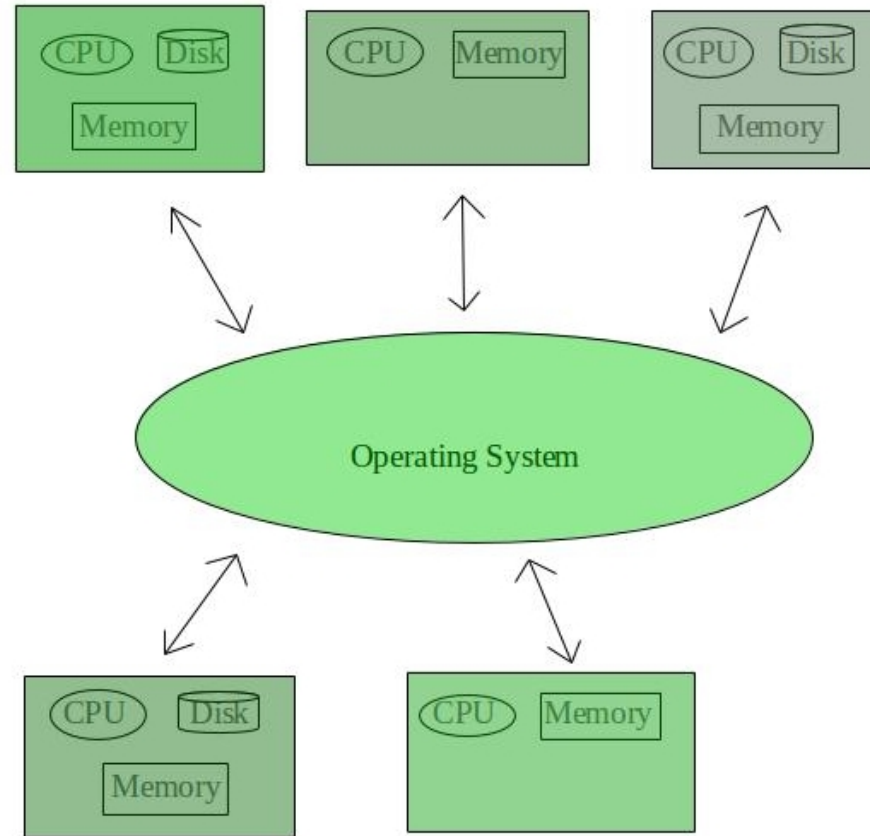 CPU Disk
Memory
CPU Memory
CPU Disk
Memory
Operating System
CPU Disk
Memory
CPU Memory